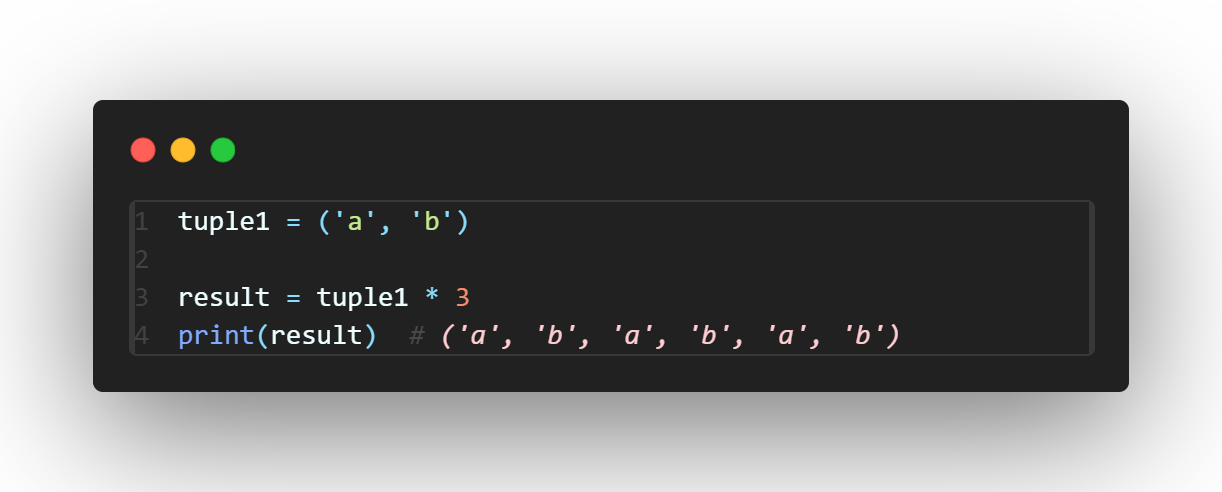 1 tuple1 = ('a', 'b')
2
3 result = tuple1 * 3
4 print(result)  # ('a', 'b', 'a', 'b', 'a', 'b')